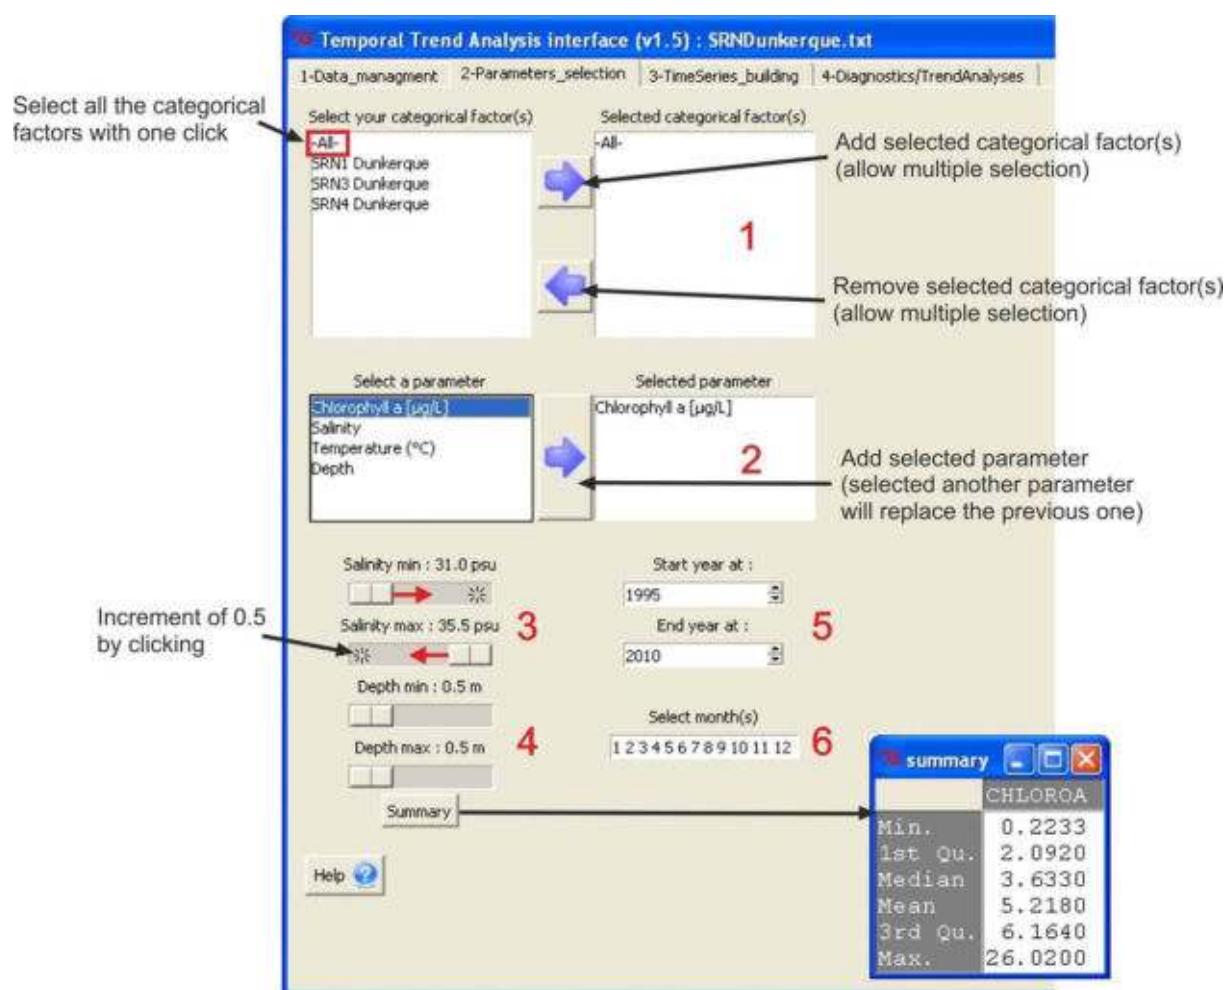 Temporal Trend Analysis interface (v1.5) : SRNDunkerque.txt
1-Data_managment 2-Parameters_selection 3-TimeSeries_building 4-Diagnostics/TrendAnalyses
Select all the categorical
factors with one click
Select your categorical factor(s)
-All-
SRN1 Dunkerque
SRN3 Dunkerque
SRN4 Dunkerque
Selected categorical factor(s)
-All-
1
Add selected categorical factor(s)
(allow multiple selection)
Remove selected categorical factor(s)
(allow multiple selection)
Select a parameter
Chlorophyll a [µg/L]
Salinity
Temperature (°C)
Depth
Selected parameter
Chlorophyll a [µg/L]
2
Add selected parameter
(selected another parameter
will replace the previous one)
Salinity min : 31.0 psu
Salinity max : 35.5 psu
3
Increment of 0.5
by clicking
Depth min : 0.5 m
Depth max : 0.5 m
4
Start year at :
1995
End year at :
2010
5
Select month(s)
1 2 3 4 5 6 7 8 9 10 11 12
6
Summary
Help
summary
CHLOROA
Min. 0.2233
1st Qu. 2.0920
Median 3.6330
Mean 5.2180
3rd Qu. 6.1640
Max. 26.0200